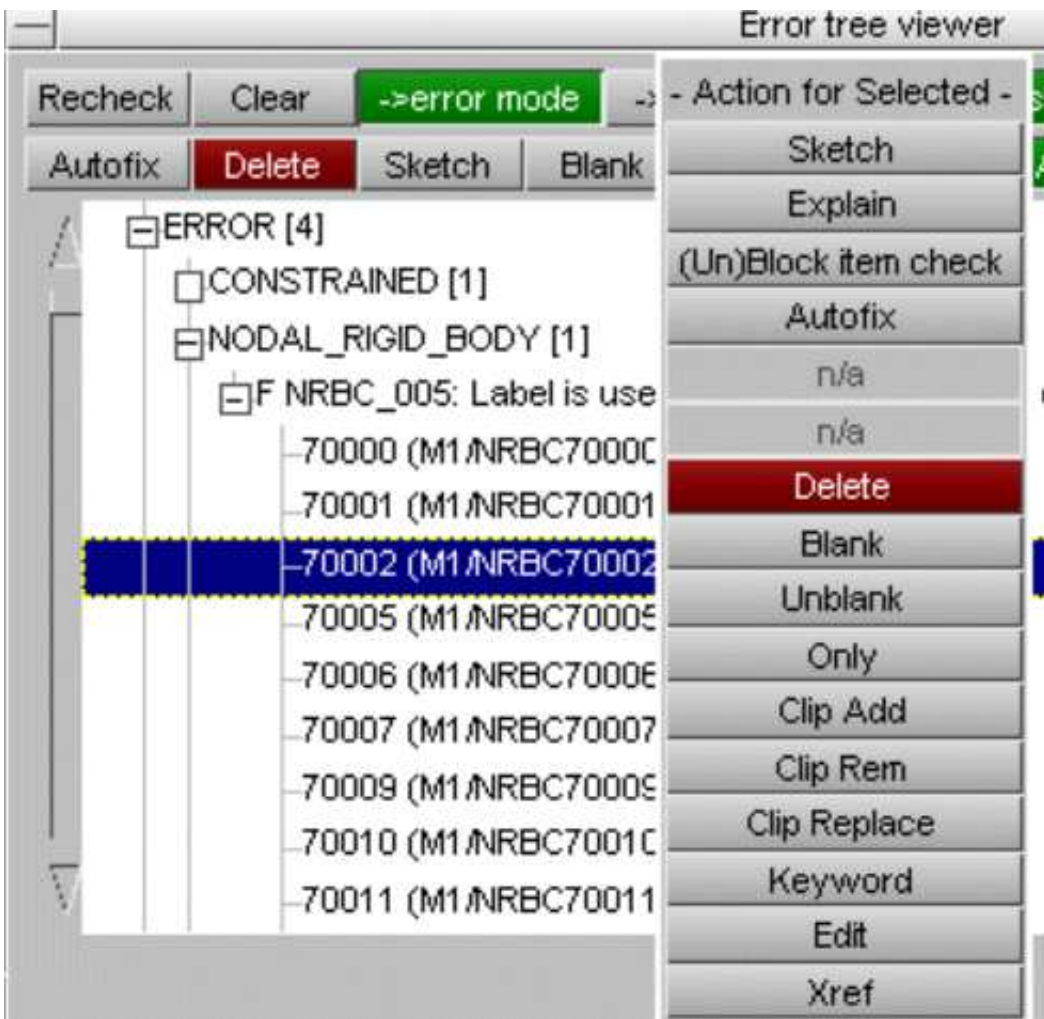 Error tree viewer
Recheck Clear ->error mode
Autofix Delete Sketch Blank
ERROR [4]
CONSTRAINED [1]
NODAL_RIGID_BODY [1]
F NRBC_005: Label is use
70000 (M1/NRBC70000
70001 (M1/NRBC70001
70002 (M1/NRBC70002
70005 (M1/NRBC70005
70006 (M1/NRBC70006
70007 (M1/NRBC70007
70009 (M1/NRBC70009
70010 (M1/NRBC70010
70011 (M1/NRBC70011
- Action for Selected -
Sketch
Explain
(Un)Block item check
Autofix
n/a
n/a
Delete
Blank
Unblank
Only
Clip Add
Clip Rem
Clip Replace
Keyword
Edit
Xref